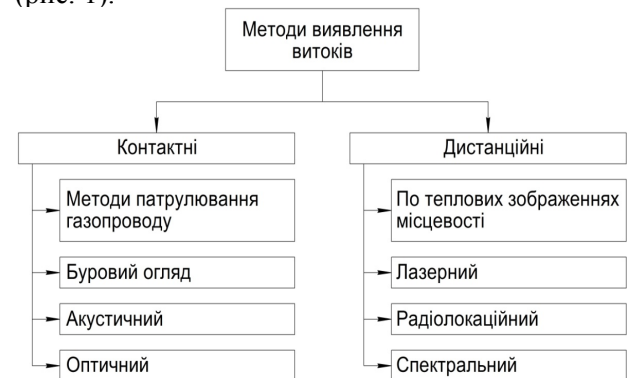 (рис. 1).
Методи виявлення
витоків
Контактні
Дистанційні
Методи патрулювання
газопроводу
По теплових зображеннях
місцевості
Буровий огляд
Лазерний
Акустичний
Радіолокаційний
Оптичний
Спектральний